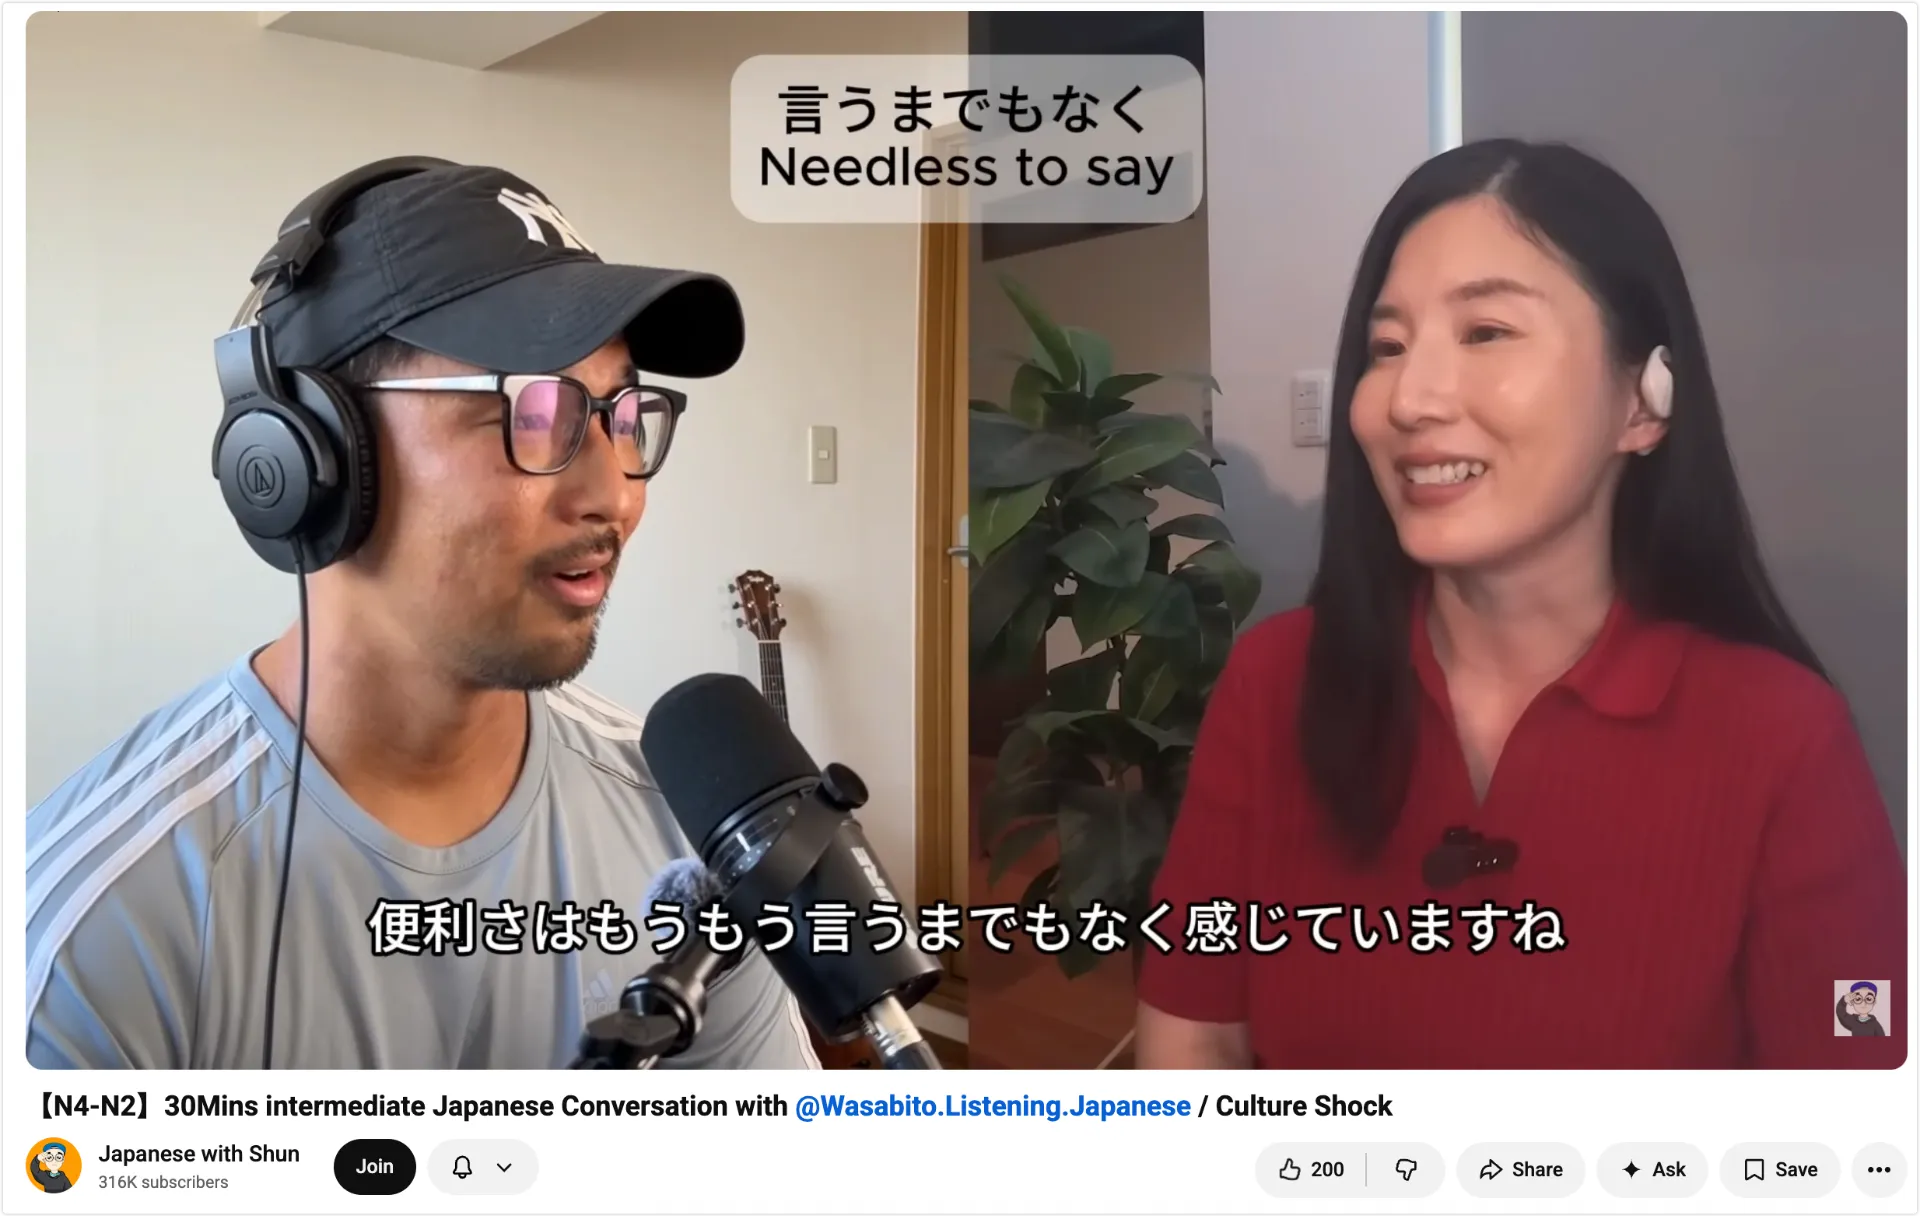 言うまでもなく
Needless to say
便利さはもうもう言うまでもなく感じていますね
【N4-N2】30Mins intermediate Japanese Conversation with @Wasabito.Listening.Japanese / Culture Shock
Japanese with Shun
316K subscribers
Join
200
Share
Ask
Save